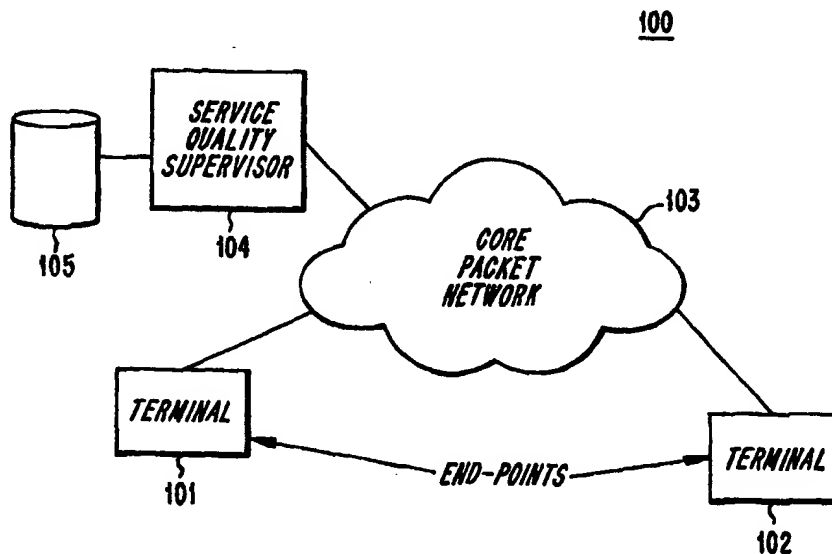 100
SERVICE
QUALITY
SUPERVISOR
105
104
103
CORE
PACKET
NETWORK
TERMINAL
101
END-POINTS
TERMINAL
102